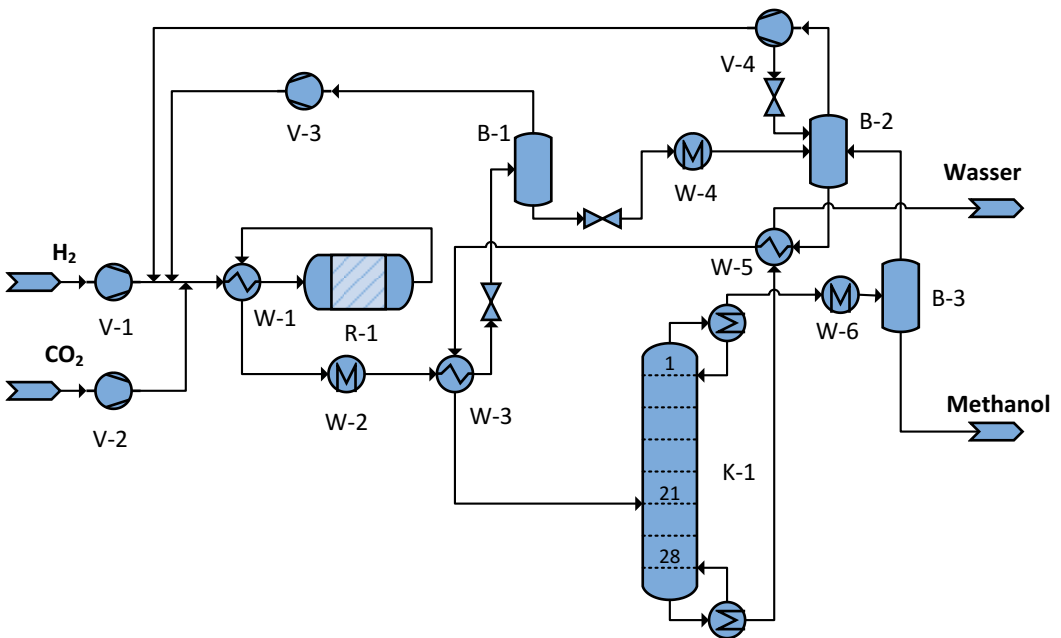 V-4
B-2
V-3
B-1
W-4
Wasser
H₂
W-5
V-1
W-1
R-1
B-3
W-6
CO₂
1
W-2
W-3
Methanol
V-2
K-1
21
28